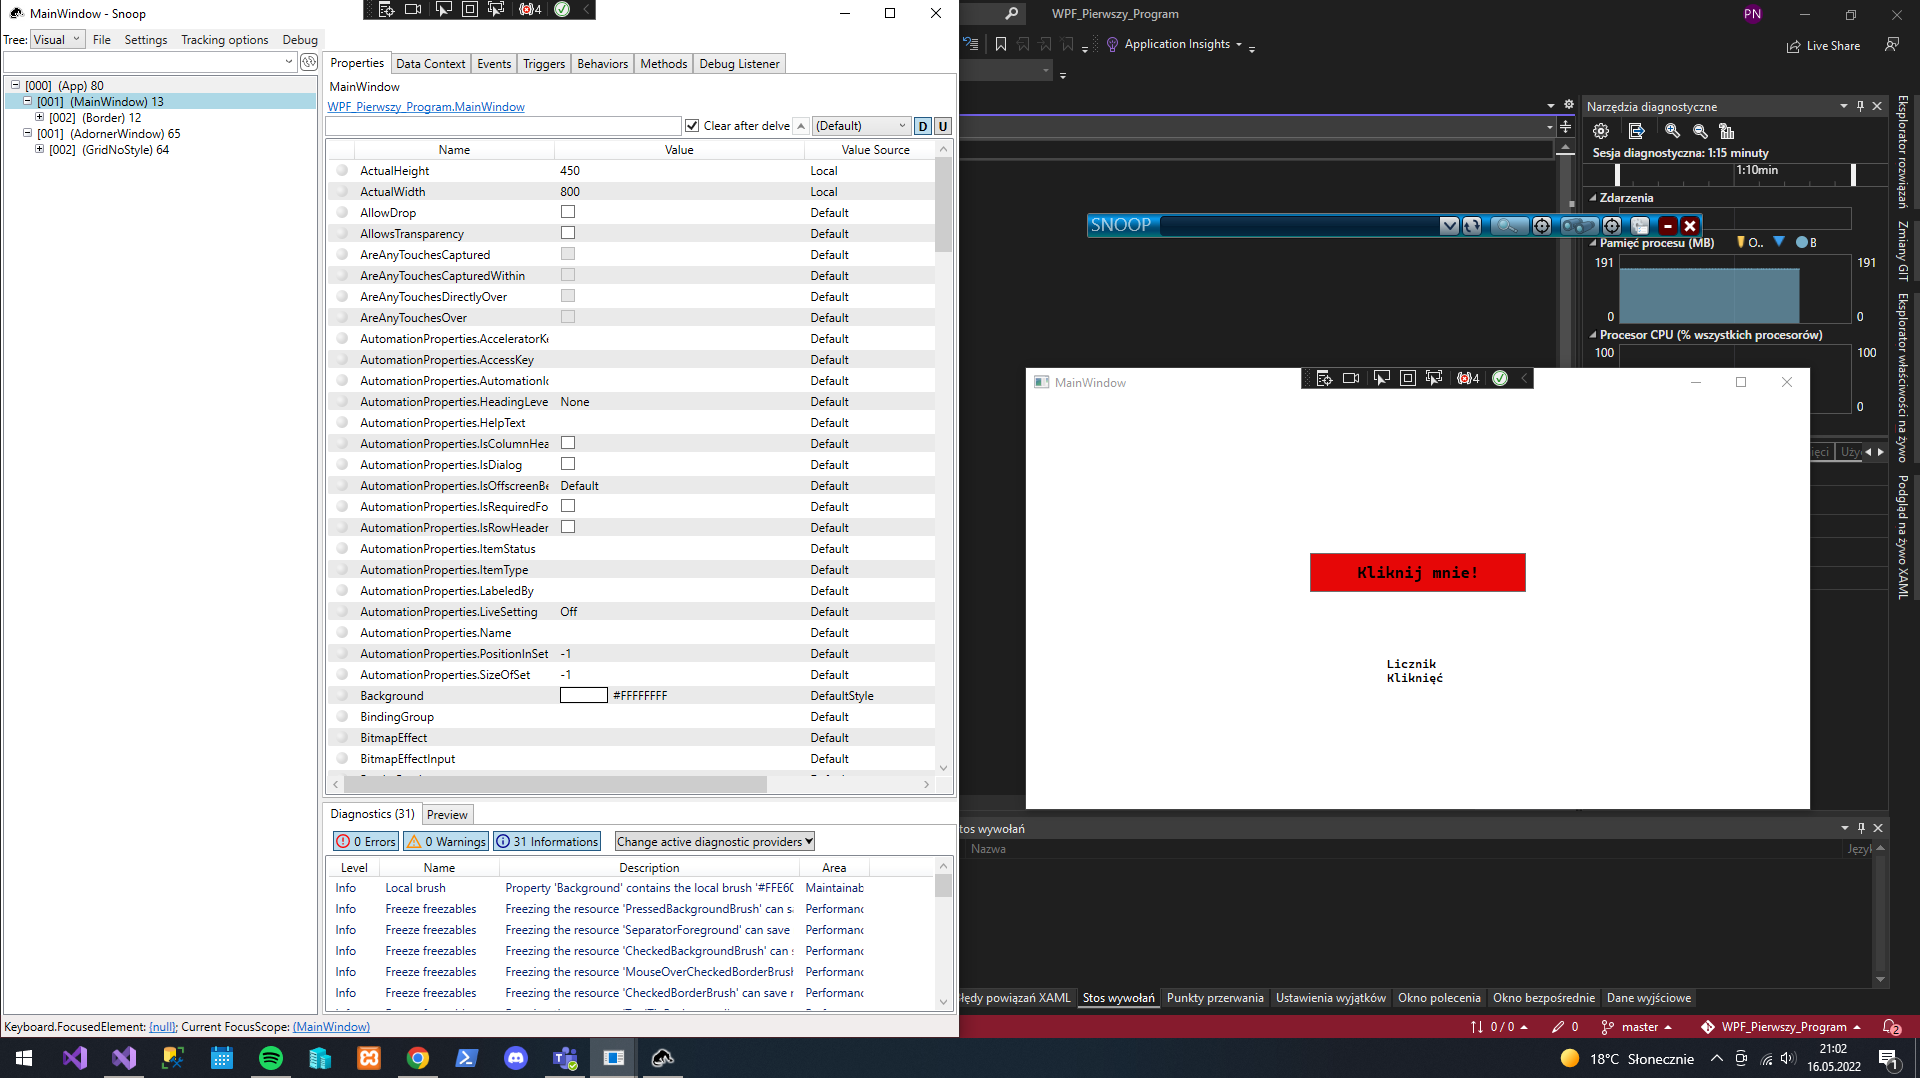 MainWindow - Snoop
Tree: Visual File Settings Tracking options Debug
[000] (App) 80
[001] (MainWindow) 13
[002] (Border) 12
[001] (AdornerWindow) 65
[002] (GridNoStyle) 64
Properties Data Context Events Triggers Behaviors Methods Debug Listener
MainWindow
WPF_Pierwszy_Program.MainWindow
Clear after delve (Default) D U
Name Value Value Source
ActualHeight 450 Local
ActualWidth 800 Local
AllowDrop Default
AllowsTransparency Default
AreAnyTouchesCaptured Default
AreAnyTouchesCapturedWithin Default
AreAnyTouchesDirectlyOver Default
AreAnyTouchesOver Default
AutomationProperties.AcceleratorKe Default
AutomationProperties.AccessKey Default
AutomationProperties.AutomationIc Default
AutomationProperties.HeadingLeve None Default
AutomationProperties.HelpText Default
AutomationProperties.IsColumnHea Default
AutomationProperties.IsDialog Default
AutomationProperties.IsOffscreenBe Default Default
AutomationProperties.IsRequiredFo Default
AutomationProperties.IsRowHeader Default
AutomationProperties.ItemStatus Default
AutomationProperties.ItemType Default
AutomationProperties.LabeledBy Default
AutomationProperties.LiveSetting Off Default
AutomationProperties.Name Default
AutomationProperties.PositionInSet -1 Default
AutomationProperties.SizeOfSet -1 Default
Background #FFFFFFFF DefaultStyle
BindingGroup Default
BitmapEffect Default
BitmapEffectInput Default
Diagnostics (31) Preview
0 Errors 0 Warnings 31 Informations Change active diagnostic providers
Level Name Description Area
Info Local brush Property 'Background' contains the local brush '#FFE60 Maintainab
Info Freeze freezables Freezing the resource 'PressedBackgroundBrush' can s Performanc
Info Freeze freezables Freezing the resource 'SeparatorForeground' can save Performanc
Info Freeze freezables Freezing the resource 'CheckedBackgroundBrush' can s Performanc
Info Freeze freezables Freezing the resource 'MouseOverCheckedBorderBrush Performanc
Info Freeze freezables Freezing the resource 'CheckedBorderBrush' can save r Performanc
Keyboard.FocusedElement: {null}; Current FocusScope: (MainWindow)
4
WPF_Pierwszy_Program
PN
Application Insights
Live Share
Narzędzia diagnostyczne
Sesja diagnostyczna: 1:15 minuty
1:10min
Zdarzenia
SNOOP
Pamięć procesu (MB) O.. B
191 191
0 0
Procesor CPU (% wszystkich procesorów)
100 100
0
ęci Użyc
Eksplorator rozwiązań
Zmiany GIT
Eksplorator właściwości na żywo
Podgląd na żywo XAML
MainWindow
4
Kliknij mnie!
Licznik
Kliknięć
tos wywołań
Nazwa Język
łędy powiązań XAML Stos wywołań Punkty przerwania Ustawienia wyjątków Okno polecenia Okno bezpośrednie Dane wyjściowe
0 / 0 0 master WPF_Pierwszy_Program 2
18°C Słonecznie
21:02
16.05.2022
1